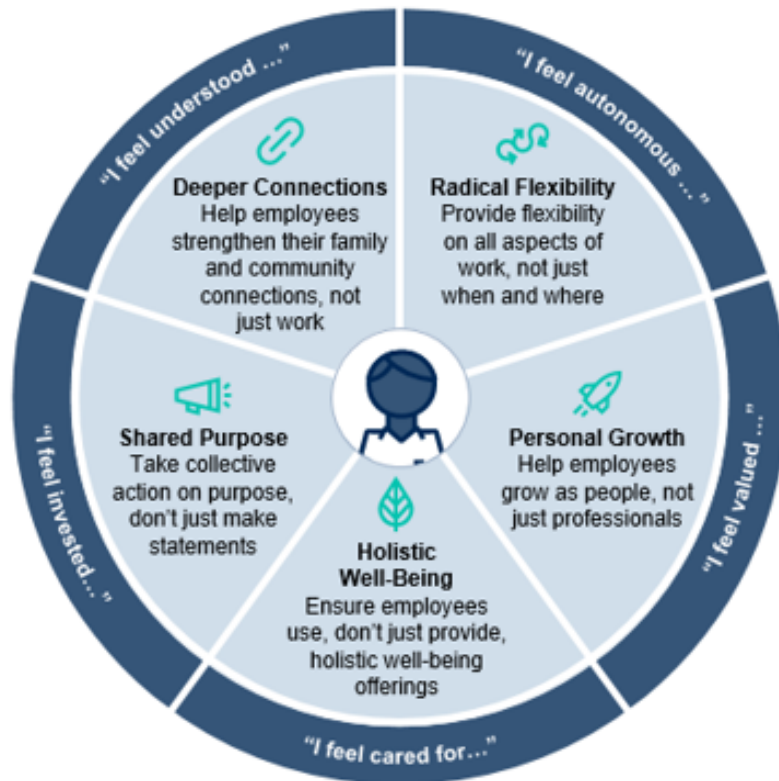 “I feel understood ...”
Deeper Connections
Help employees
strengthen their family
and community
connections, not
just work
“I feel autonomous ...”
Radical Flexibility
Provide flexibility
on all aspects of
work, not just
when and where
“I feel valued ...”
Personal Growth
Help employees
grow as people, not
just professionals
“I feel cared for...”
Holistic
Well-Being
Ensure employees
use, don’t just provide,
holistic well-being
offerings
“I feel invested...”
Shared Purpose
Take collective
action on purpose,
don’t just make
statements